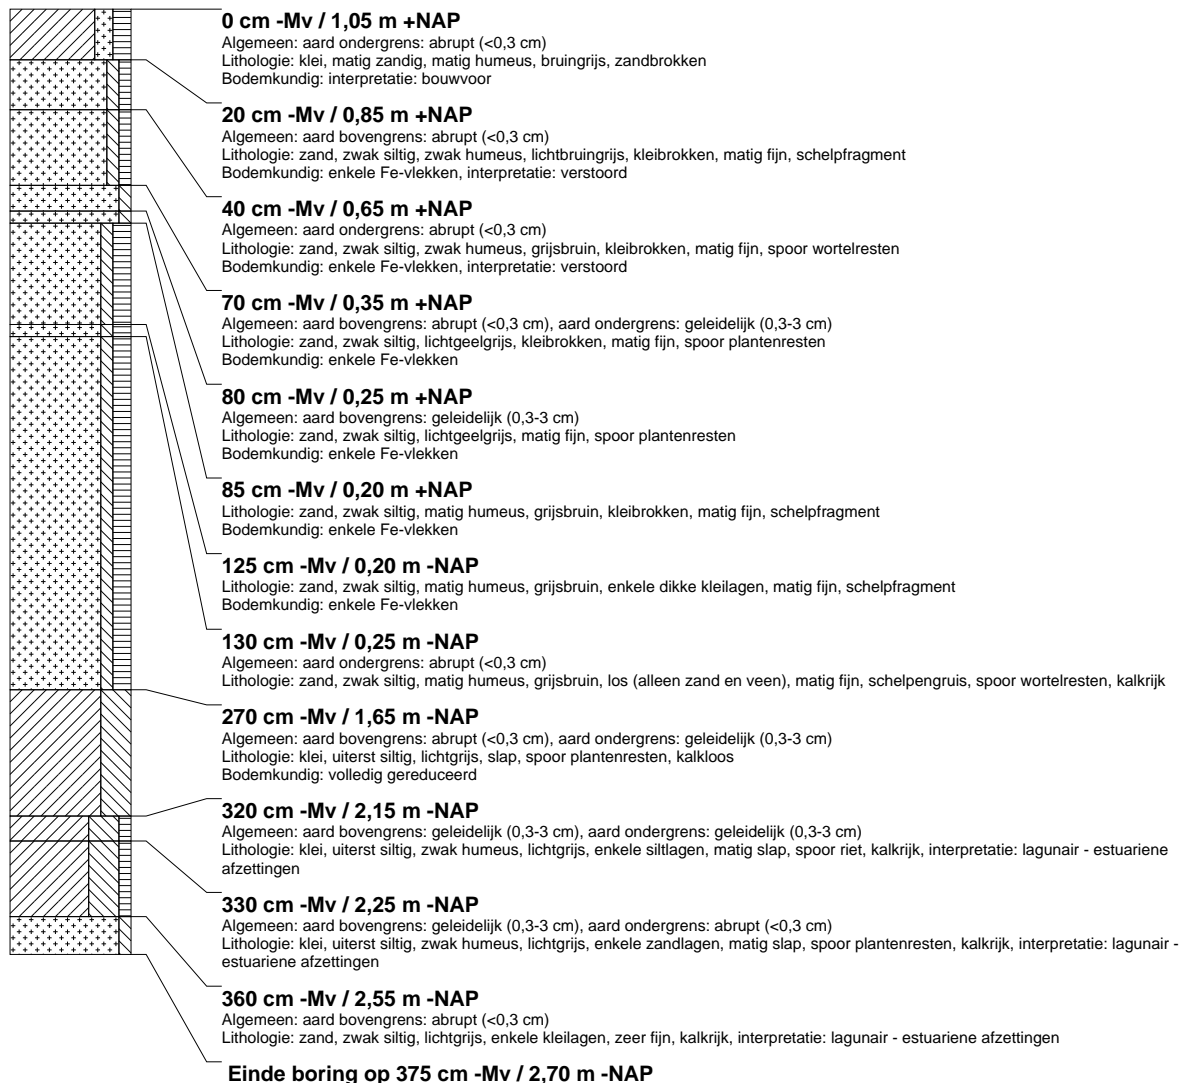 0 cm -Mv / 1,05 m +NAP
Algemeen: aard ondergrens: abrupt (<0,3 cm)
Lithologie: klei, matig zandig, matig humeus, bruingrijs, zandbrokken
Bodemkundig: interpretatie: bouwvoor
20 cm -Mv / 0,85 m +NAP
Algemeen: aard bovengrens: abrupt (<0,3 cm)
Lithologie: zand, zwak siltig, zwak humeus, lichtbruingrijs, kleibrokken, matig fijn, schelpfragment
Bodemkundig: enkele Fe-vlekken, interpretatie: verstoord
40 cm -Mv / 0,65 m +NAP
Algemeen: aard ondergrens: abrupt (<0,3 cm)
Lithologie: zand, zwak siltig, zwak humeus, grijsbruin, kleibrokken, matig fijn, spoor wortelresten
Bodemkundig: enkele Fe-vlekken, interpretatie: verstoord
70 cm -Mv / 0,35 m +NAP
Algemeen: aard bovengrens: abrupt (<0,3 cm), aard ondergrens: geleidelijk (0,3-3 cm)
Lithologie: zand, zwak siltig, lichtgeelgrijs, kleibrokken, matig fijn, spoor plantenresten
Bodemkundig: enkele Fe-vlekken
80 cm -Mv / 0,25 m +NAP
Algemeen: aard bovengrens: geleidelijk (0,3-3 cm)
Lithologie: zand, zwak siltig, lichtgeelgrijs, matig fijn, spoor plantenresten
Bodemkundig: enkele Fe-vlekken
85 cm -Mv / 0,20 m +NAP
Lithologie: zand, zwak siltig, matig humeus, grijsbruin, kleibrokken, matig fijn, schelpfragment
Bodemkundig: enkele Fe-vlekken
125 cm -Mv / 0,20 m -NAP
Lithologie: zand, zwak siltig, matig humeus, grijsbruin, enkele dikke kleilagen, matig fijn, schelpfragment
Bodemkundig: enkele Fe-vlekken
130 cm -Mv / 0,25 m -NAP
Algemeen: aard ondergrens: abrupt (<0,3 cm)
Lithologie: zand, zwak siltig, matig humeus, grijsbruin, los (alleen zand en veen), matig fijn, schelpengruis, spoor wortelresten, kalkrijk
270 cm -Mv / 1,65 m -NAP
Algemeen: aard bovengrens: abrupt (<0,3 cm), aard ondergrens: geleidelijk (0,3-3 cm)
Lithologie: klei, uiterst siltig, lichtgrijs, slap, spoor plantenresten, kalkloos
Bodemkundig: volledig gereduceerd
320 cm -Mv / 2,15 m -NAP
Algemeen: aard bovengrens: geleidelijk (0,3-3 cm), aard ondergrens: geleidelijk (0,3-3 cm)
Lithologie: klei, uiterst siltig, zwak humeus, lichtgrijs, enkele siltlagen, matig slap, spoor riet, kalkrijk, interpretatie: lagunair - estuariene
afzettingen
330 cm -Mv / 2,25 m -NAP
Algemeen: aard bovengrens: geleidelijk (0,3-3 cm), aard ondergrens: abrupt (<0,3 cm)
Lithologie: klei, uiterst siltig, zwak humeus, lichtgrijs, enkele zandlagen, matig slap, spoor plantenresten, kalkrijk, interpretatie: lagunair -
estuariene afzettingen
360 cm -Mv / 2,55 m -NAP
Algemeen: aard bovengrens: abrupt (<0,3 cm)
Lithologie: zand, zwak siltig, lichtgrijs, enkele kleilagen, zeer fijn, kalkrijk, interpretatie: lagunair - estuariene afzettingen
Einde boring op 375 cm -Mv / 2,70 m -NAP